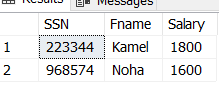 Results Messages
SSN Fname Salary
1 223344 Kamel 1800
2 968574 Noha 1600